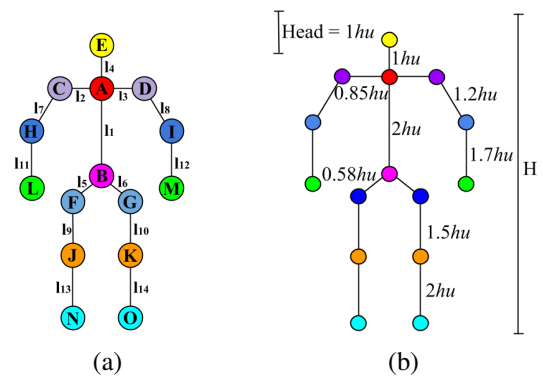 E
l4
C
A
D
l2
l3
l7
l8
H
I
l1
l11
l12
L
B
M
l5
l6
F
G
l9
l10
J
K
l13
l14
N
O
(a)
Head = 1hu
1hu
0.85hu
1.2hu
2hu
1.7hu
H
0.58hu
1.5hu
2hu
(b)